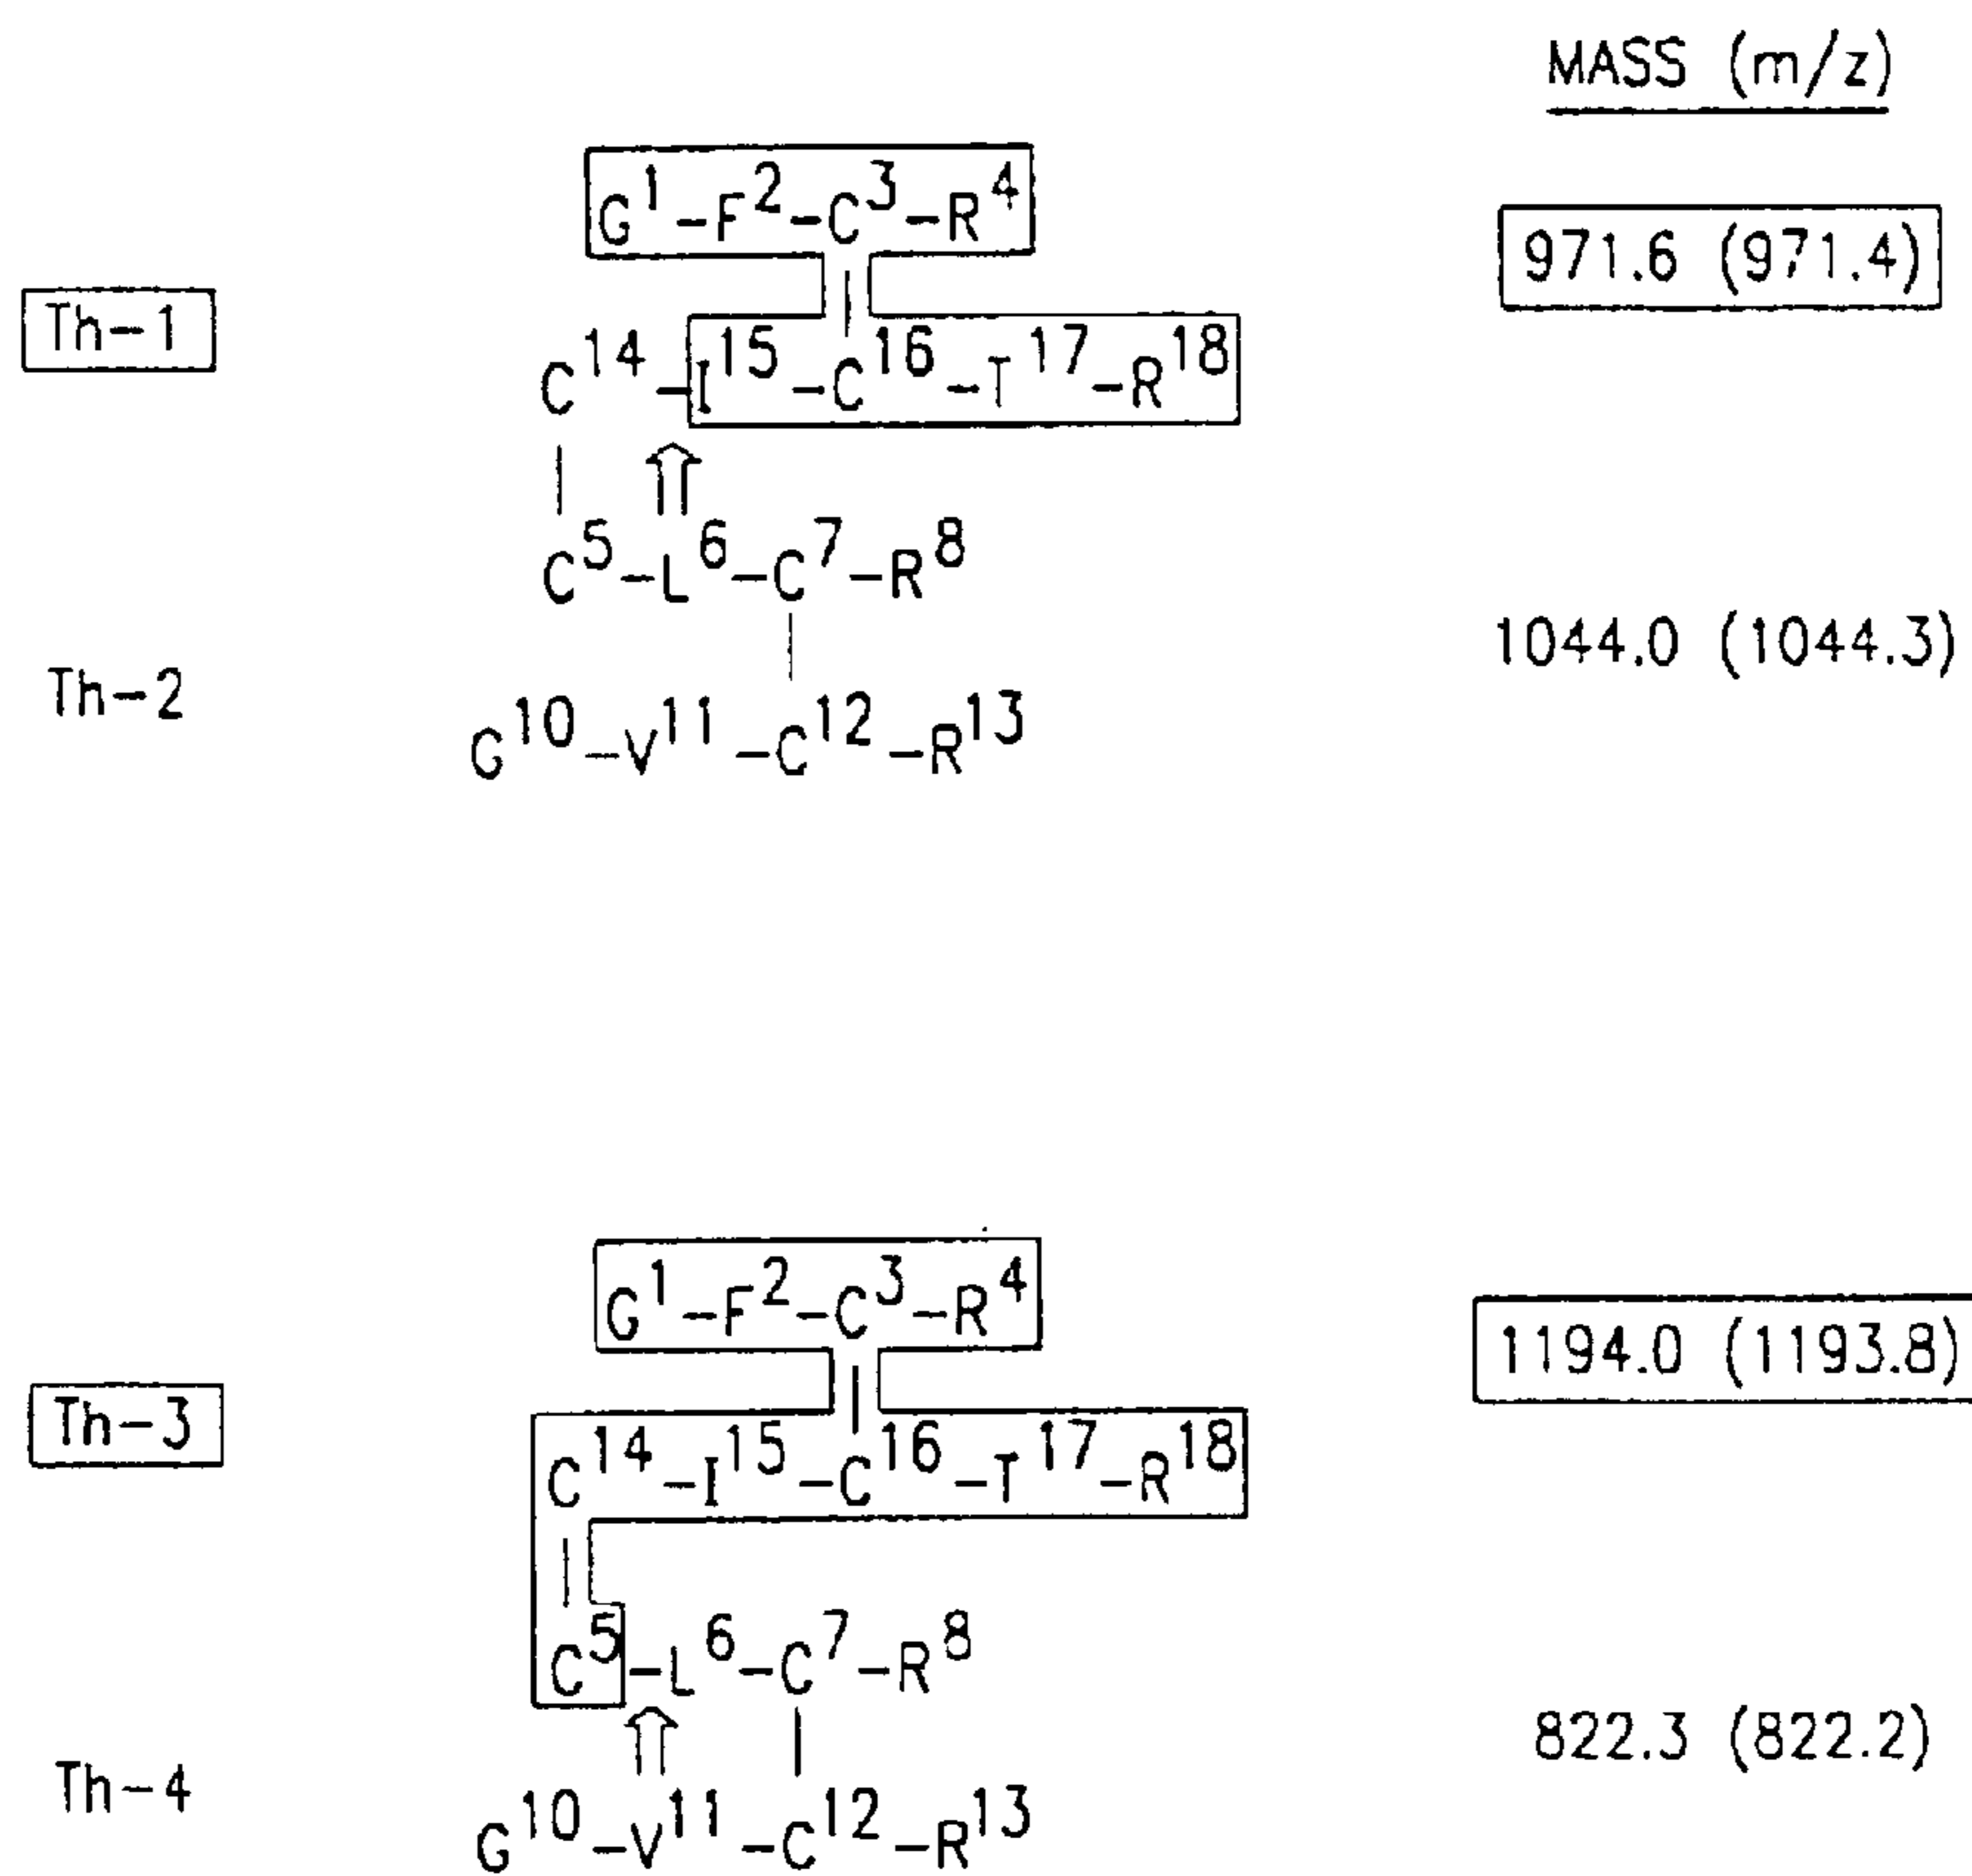 MASS (m/z)
G¹-F²-C³-R⁴
971.6 (971.4)
Th-1
C¹⁴-I¹⁵-C¹⁶-T¹⁷-R¹⁸
C⁵-L⁶-C⁷-R⁸
1044.0 (1044.3)
Th-2
G¹⁰-V¹¹-C¹²-R¹³
G¹-F²-C³-R⁴
1194.0 (1193.8)
Th-3
C¹⁴-I¹⁵-C¹⁶-T¹⁷-R¹⁸
C⁵-L⁶-C⁷-R⁸
822.3 (822.2)
Th-4
G¹⁰-V¹¹-C¹²-R¹³